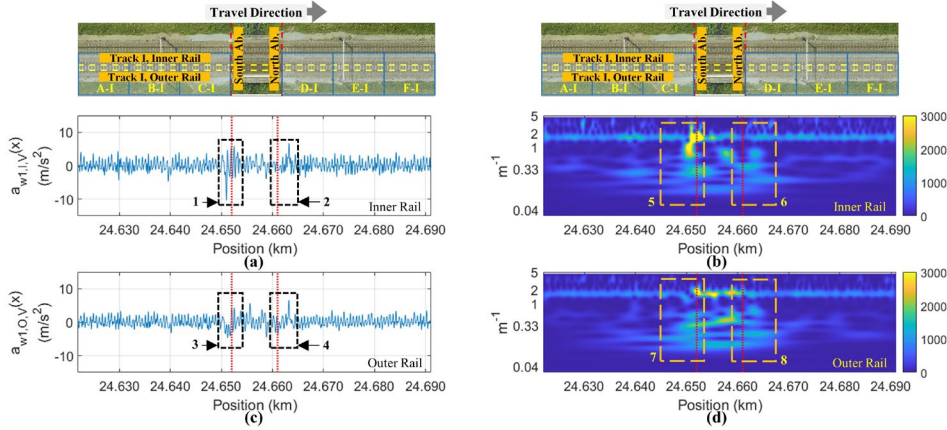 Travel Direction
Track I, Inner Rail
Track I, Outer Rail
A-I B-I C-I South Ab. North Ab. D-I E-I F-I
Travel Direction
Track I, Inner Rail
Track I, Outer Rail
A-I B-I C-I South Ab. North Ab. D-I E-I F-I
a_w1,I,V(x)
(m/s²)
10
0
-10
1
2
Inner Rail
24.630 24.640 24.650 24.660 24.670 24.680 24.690
Position (km)
(a)
m⁻¹
5
2
1
0.33
0.04
5
6
Inner Rail
3000
2000
1000
0
24.630 24.640 24.650 24.660 24.670 24.680 24.690
Position (km)
(b)
a_w1,O,V(x)
(m/s²)
10
0
-10
3
4
Outer Rail
24.630 24.640 24.650 24.660 24.670 24.680 24.690
Position (km)
(c)
m⁻¹
5
2
1
0.33
0.04
7
8
Outer Rail
3000
2000
1000
0
24.630 24.640 24.650 24.660 24.670 24.680 24.690
Position (km)
(d)